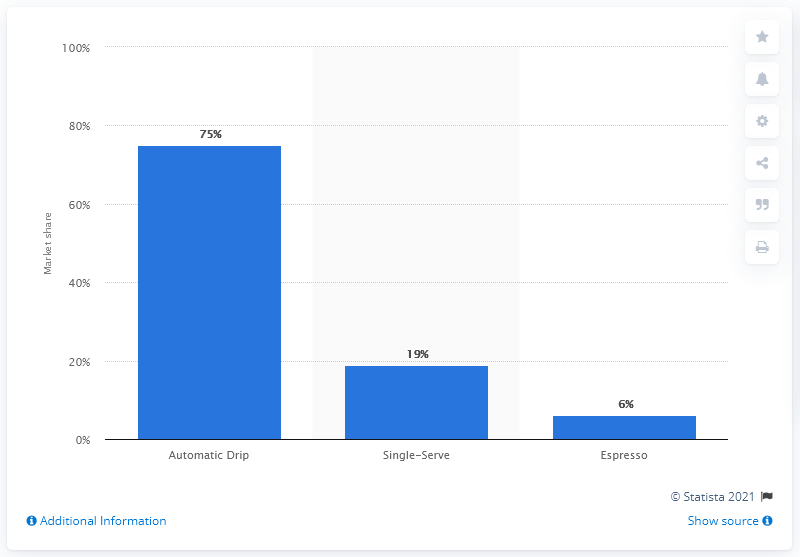 100%
80%
60%
40%
20%
0%
Market share
75%
19%
6%
Automatic Drip
Single-Serve
Espresso
© Statista 2021
Additional Information
Show source